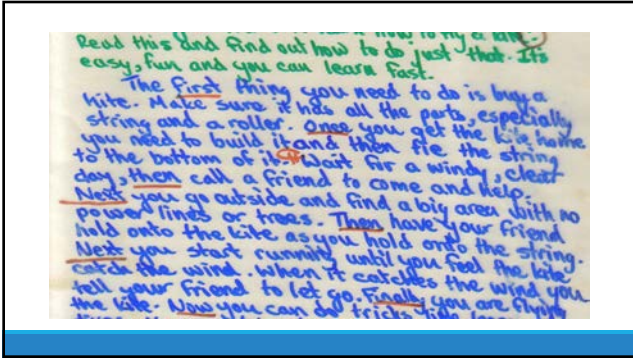 how to fly a kite.
Read this and find out how to do just that. Its
easy, fun and you can learn fast.
The first thing you need to do is buy a
kite. Make sure it has all the parts, especially
string and a roller. Once you get the kite home
you need to build it and then tie the string
to the bottom of it. Wait for a windy, clear
day, then call a friend to come and help.
Next you go outside and find a big area with no
power lines or trees. Then have your friend
hold onto the kite as you hold onto the string.
Next you start running until you feel the kite
catch the wind. When it catches the wind you
tell your friend to let go. Finally you are flying
the kite. Now you can do tricks like